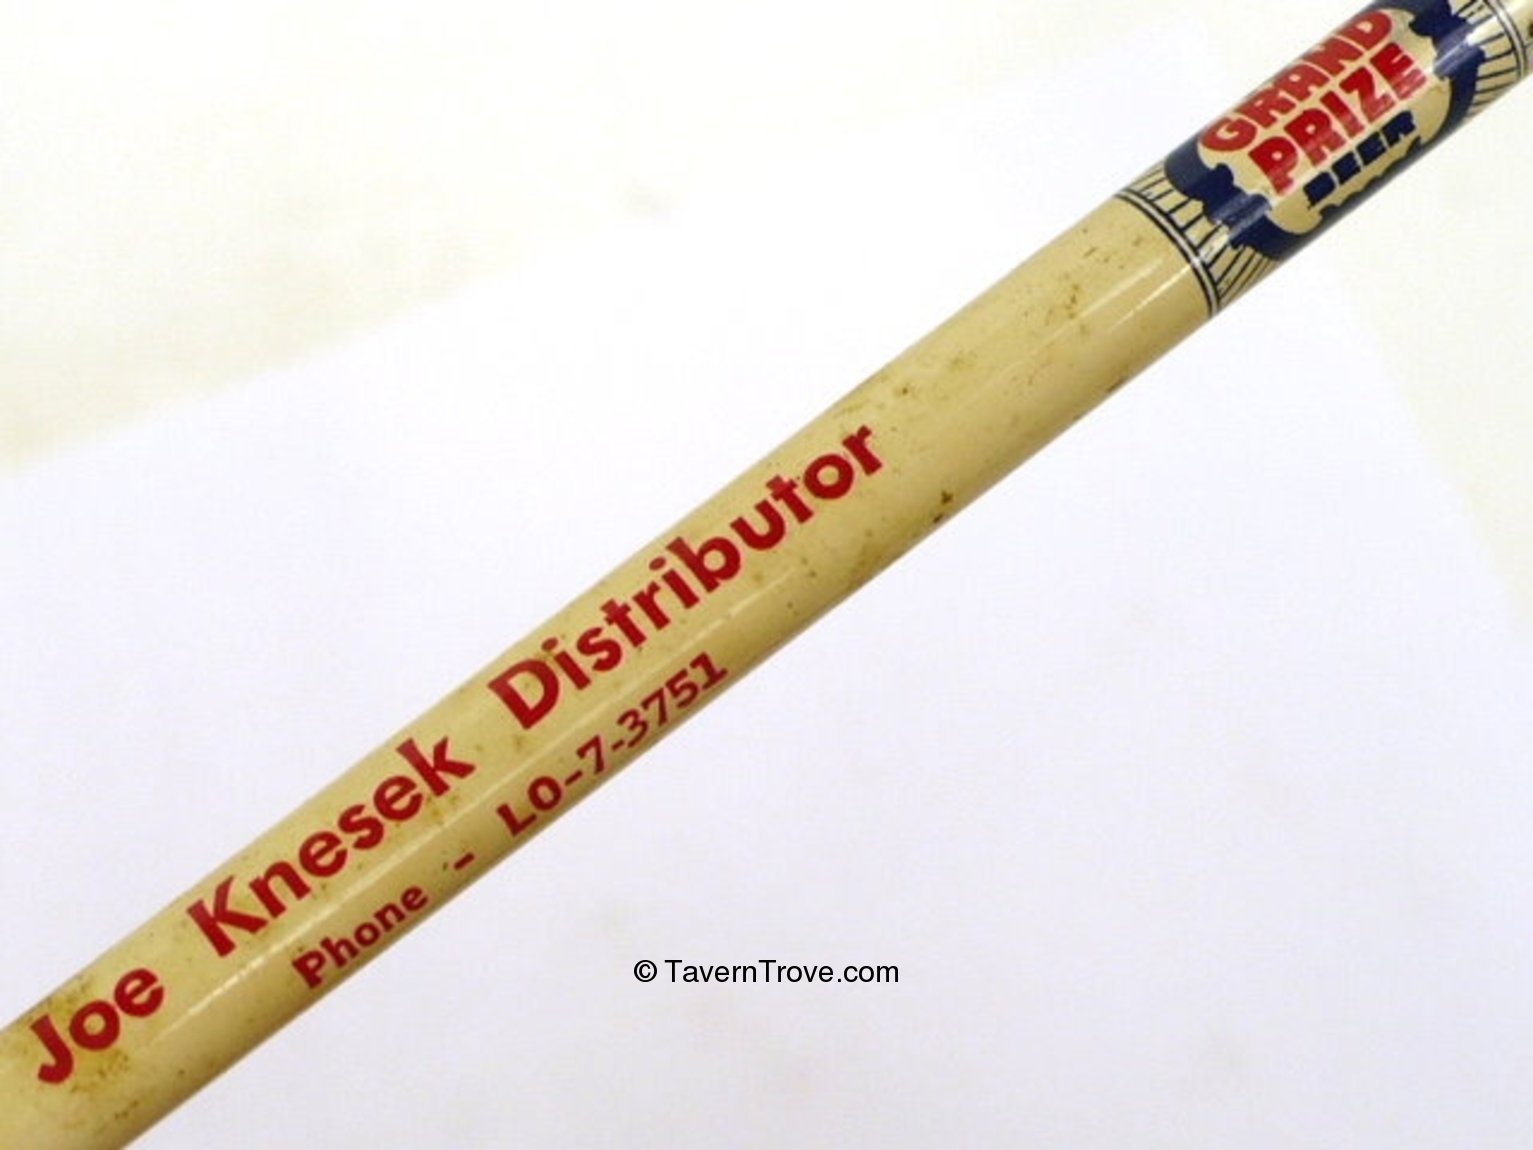 GRAND
PRIZE
BEER
Joe Knesek Distributor
Phone - LO-7-3751
© TavernTrove.com